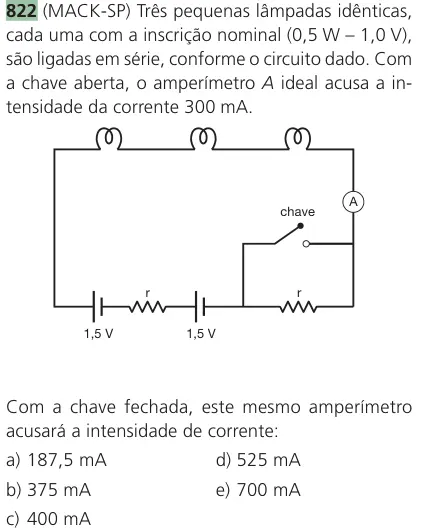 822 (MACK-SP) Três pequenas lâmpadas idênticas,
cada uma com a inscrição nominal (0,5 W – 1,0 V),
são ligadas em série, conforme o circuito dado. Com
a chave aberta, o amperímetro A ideal acusa a in-
tensidade da corrente 300 mA.
A
chave
r
r
1,5 V
1,5 V
Com a chave fechada, este mesmo amperímetro
acusará a intensidade de corrente:
a) 187,5 mA
d) 525 mA
b) 375 mA
e) 700 mA
c) 400 mA